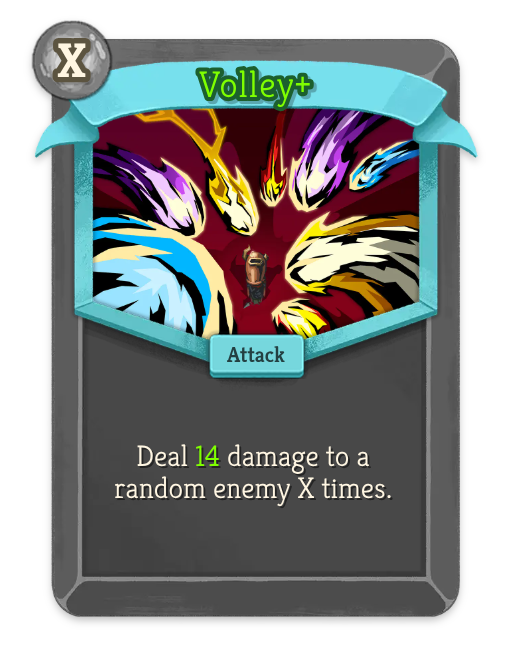 X
Volley+
Attack
Deal 14 damage to a
random enemy X times.